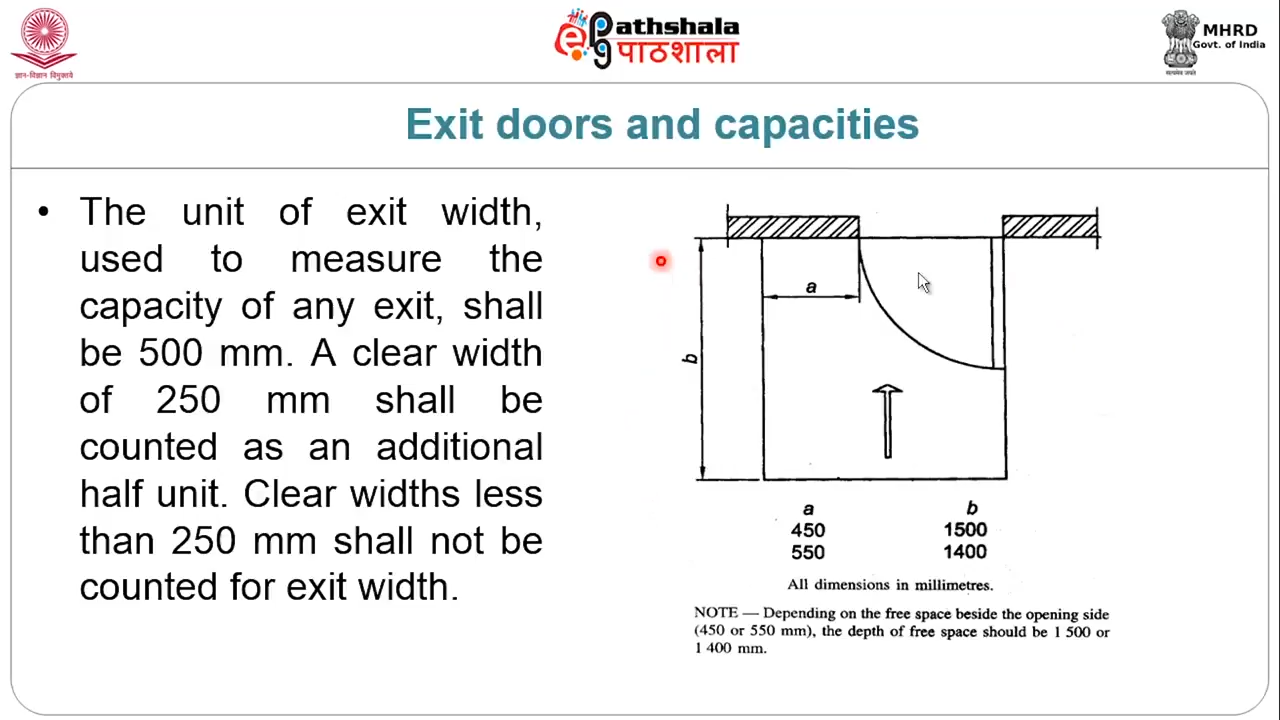 ज्ञान-विज्ञान विमुक्तये
ePathshala
पाठशाला
सत्यमेव जयते
MHRD
Govt. of India
Exit doors and capacities
• The unit of exit width,
used to measure the
capacity of any exit, shall
be 500 mm. A clear width
of 250 mm shall be
counted as an additional
half unit. Clear widths less
than 250 mm shall not be
counted for exit width.
a
b
a b
450 1500
550 1400
All dimensions in millimetres.
NOTE — Depending on the free space beside the opening side
(450 or 550 mm), the depth of free space should be 1 500 or
1 400 mm.